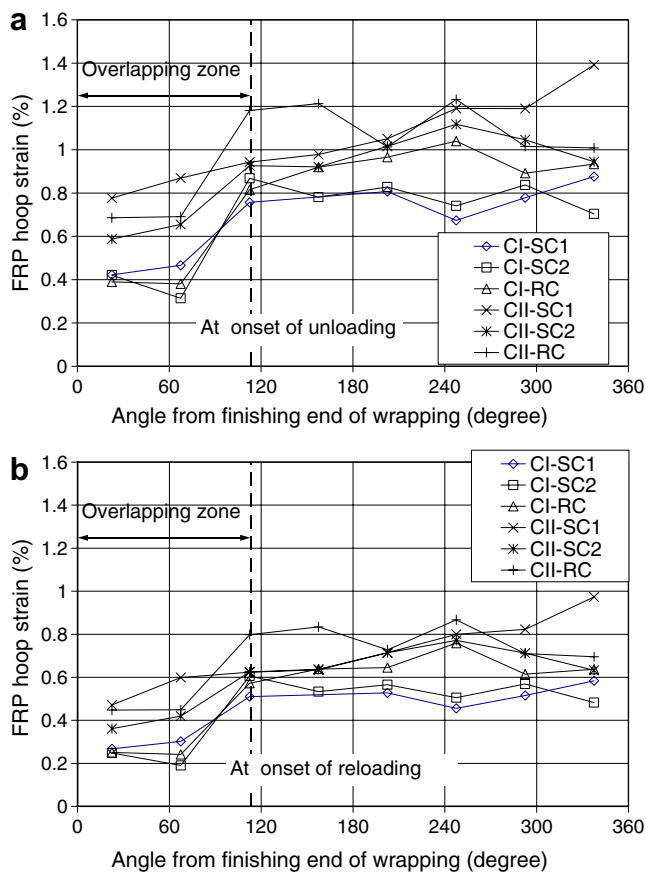 a
1.6
1.4
1.2
1
0.8
0.6
0.4
0.2
0
FRP hoop strain (%)
Overlapping zone
At onset of unloading
CI-SC1
CI-SC2
CI-RC
CII-SC1
CII-SC2
CII-RC
0 60 120 180 240 300 360
Angle from finishing end of wrapping (degree)
b
1.6
1.4
1.2
1
0.8
0.6
0.4
0.2
0
FRP hoop strain (%)
Overlapping zone
CI-SC1
CI-SC2
CI-RC
CII-SC1
CII-SC2
CII-RC
At onset of reloading
0 60 120 180 240 300 360
Angle from finishing end of wrapping (degree)